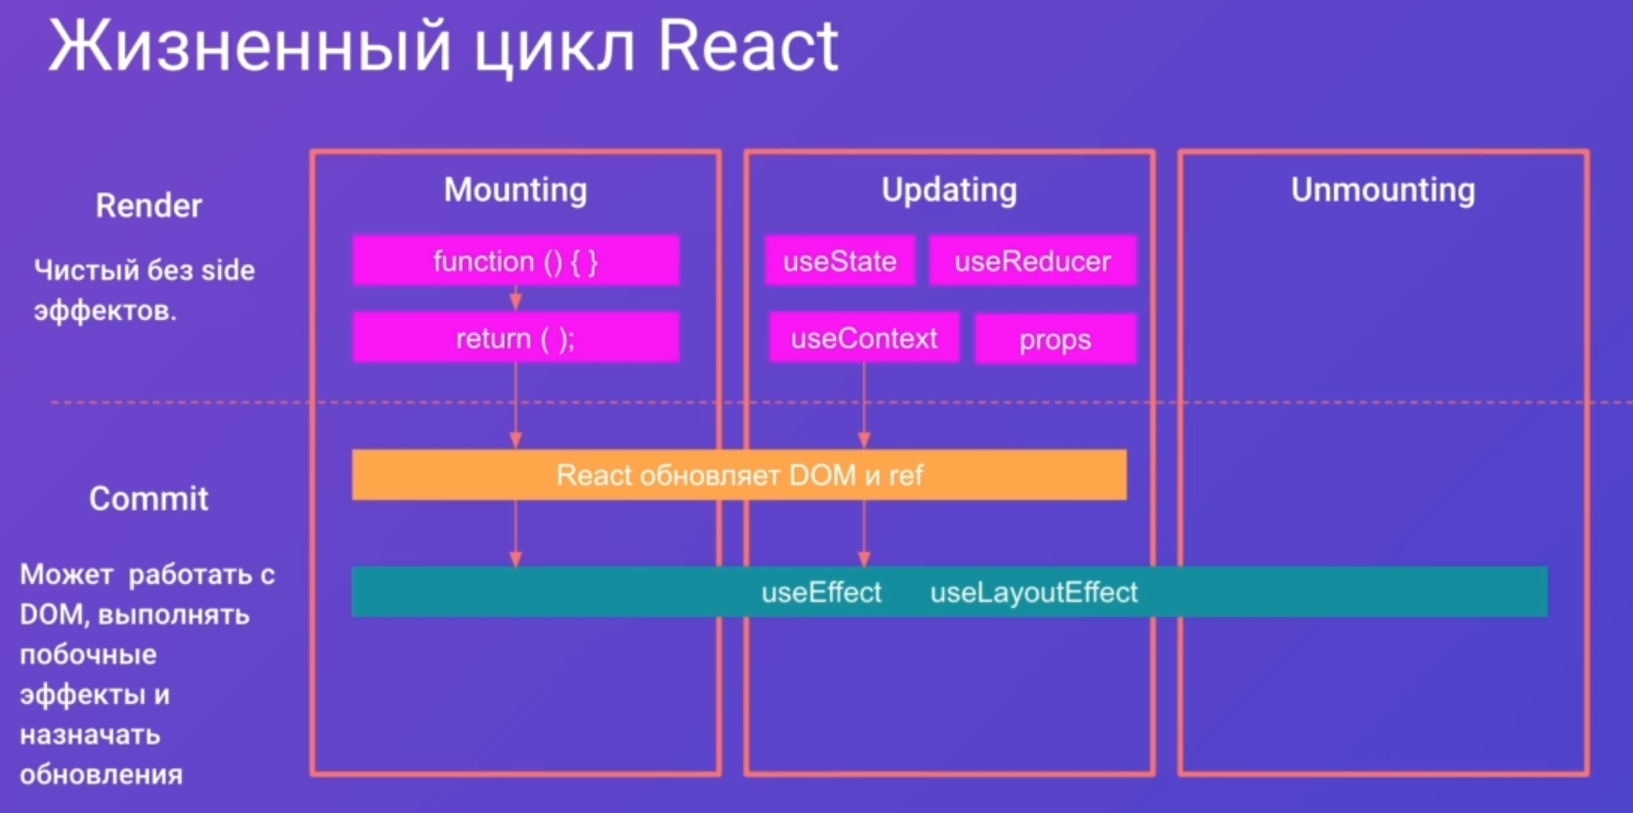 Жизненный цикл React
Render
Чистый без side
эффектов.
Mounting
function () { }
return ( );
Updating
useState
useReducer
useContext
props
Unmounting
Commit
Может работать с
DOM, выполнять
побочные
эффекты и
назначать
обновления
React обновляет DOM и ref
useEffect useLayoutEffect